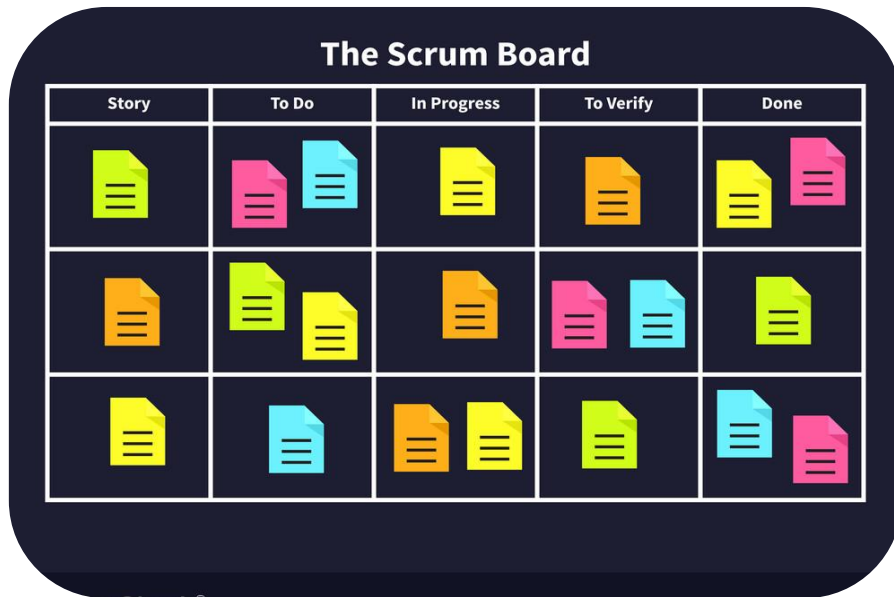 The Scrum Board
Story
To Do
In Progress
To Verify
Done